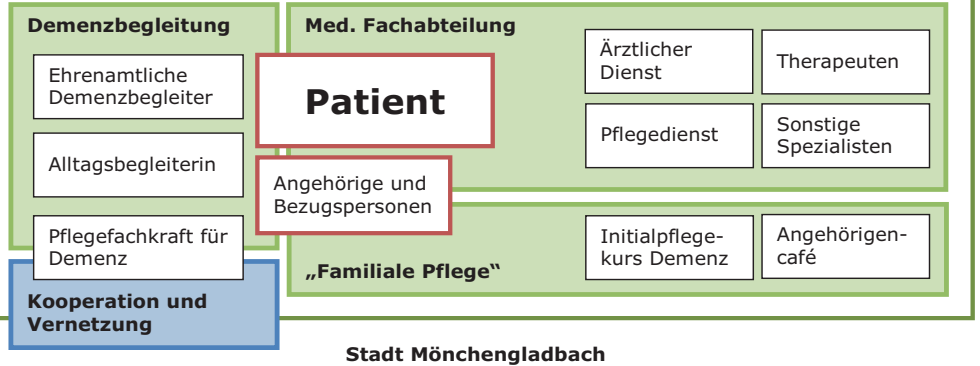 Demenzbegleitung
Ehrenamtliche
Demenzbegleiter
Alltagsbegleiterin
Pflegefachkraft für
Demenz
Kooperation und
Vernetzung
Patient
Angehörige und
Bezugspersonen
Med. Fachabteilung
Ärztlicher
Dienst
Therapeuten
Pflegedienst
Sonstige
Spezialisten
„Familiale Pflege“
Initialpflege-
kurs Demenz
Angehörigen-
café
Stadt Mönchengladbach